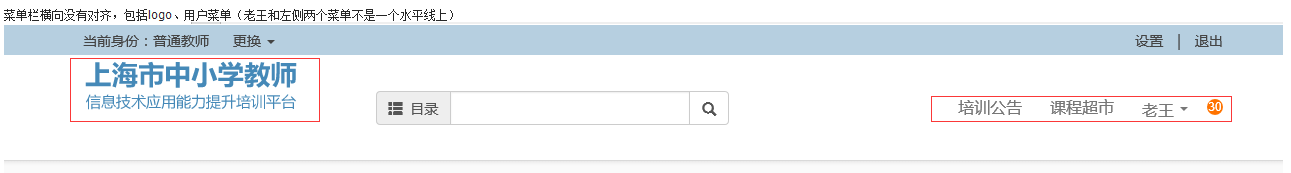 菜单栏横向没有对齐，包括logo、用户菜单（老王和左侧两个菜单不是一个水平线上）
当前身份：普通教师 更换 设置 | 退出
上海市中小学教师
信息技术应用能力提升培训平台
目录 培训公告 课程超市 老王 30